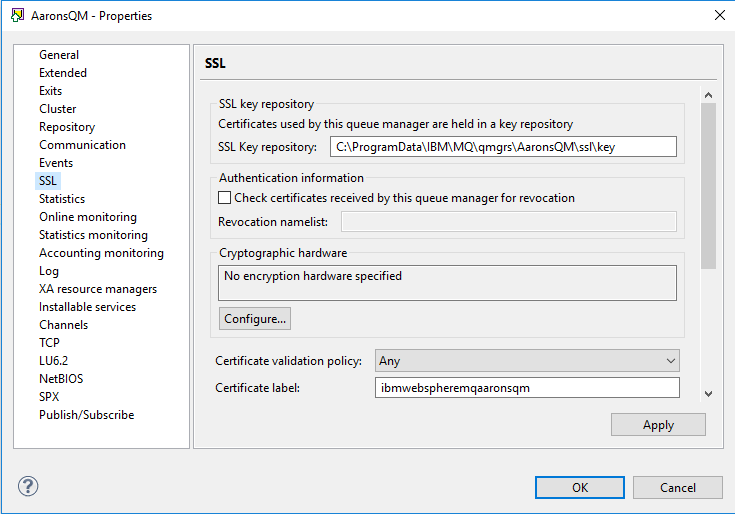 AaronsQM - Properties
General
Extended
Exits
Cluster
Repository
Communication
Events
SSL
Statistics
Online monitoring
Statistics monitoring
Accounting monitoring
Log
XA resource managers
Installable services
Channels
TCP
LU6.2
NetBIOS
SPX
Publish/Subscribe
SSL
SSL key repository
Certificates used by this queue manager are held in a key repository
SSL Key repository: C:\ProgramData\IBM\MQ\qmgrs\AaronsQM\ssl\key
Authentication information
Check certificates received by this queue manager for revocation
Revocation namelist:
Cryptographic hardware
No encryption hardware specified
Configure...
Certificate validation policy: Any
Certificate label: ibmwebspheremqaaronsqm
Apply
?
OK Cancel